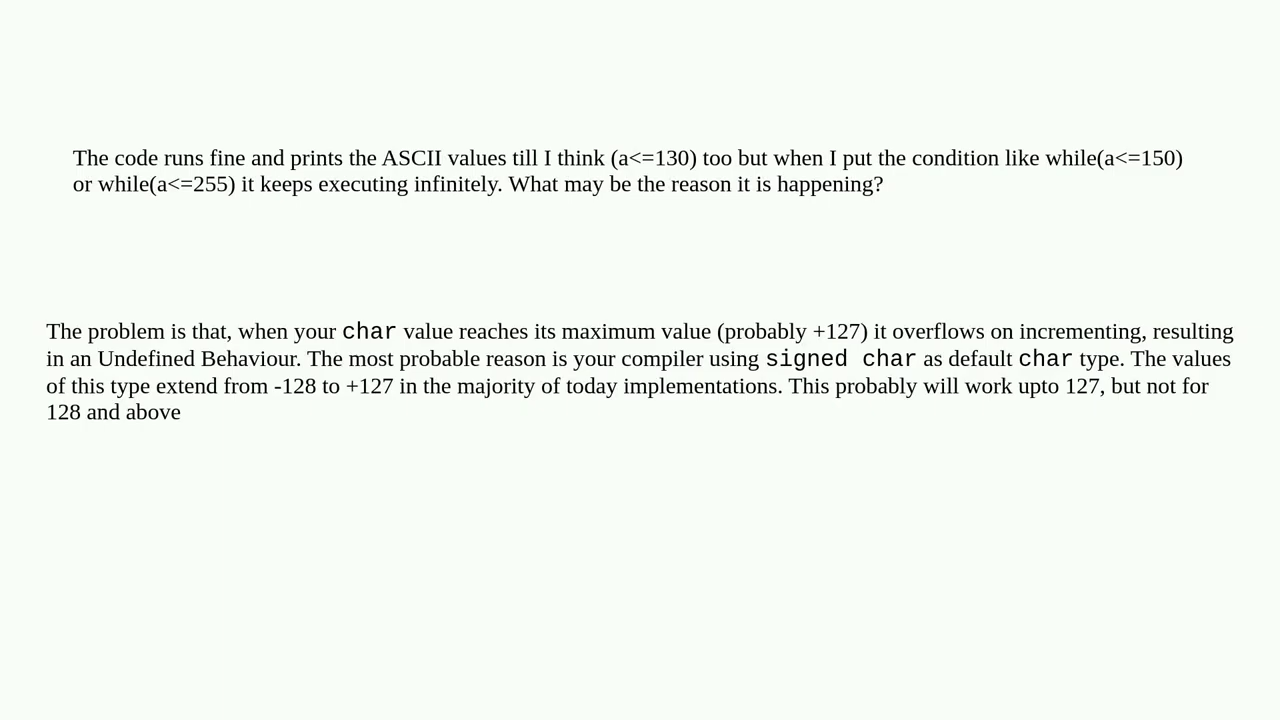 The code runs fine and prints the ASCII values till I think (a<=130) too but when I put the condition like while(a<=150)
or while(a<=255) it keeps executing infinitely. What may be the reason it is happening?
The problem is that, when your char value reaches its maximum value (probably +127) it overflows on incrementing, resulting
in an Undefined Behaviour. The most probable reason is your compiler using signed char as default char type. The values
of this type extend from -128 to +127 in the majority of today implementations. This probably will work upto 127, but not for
128 and above